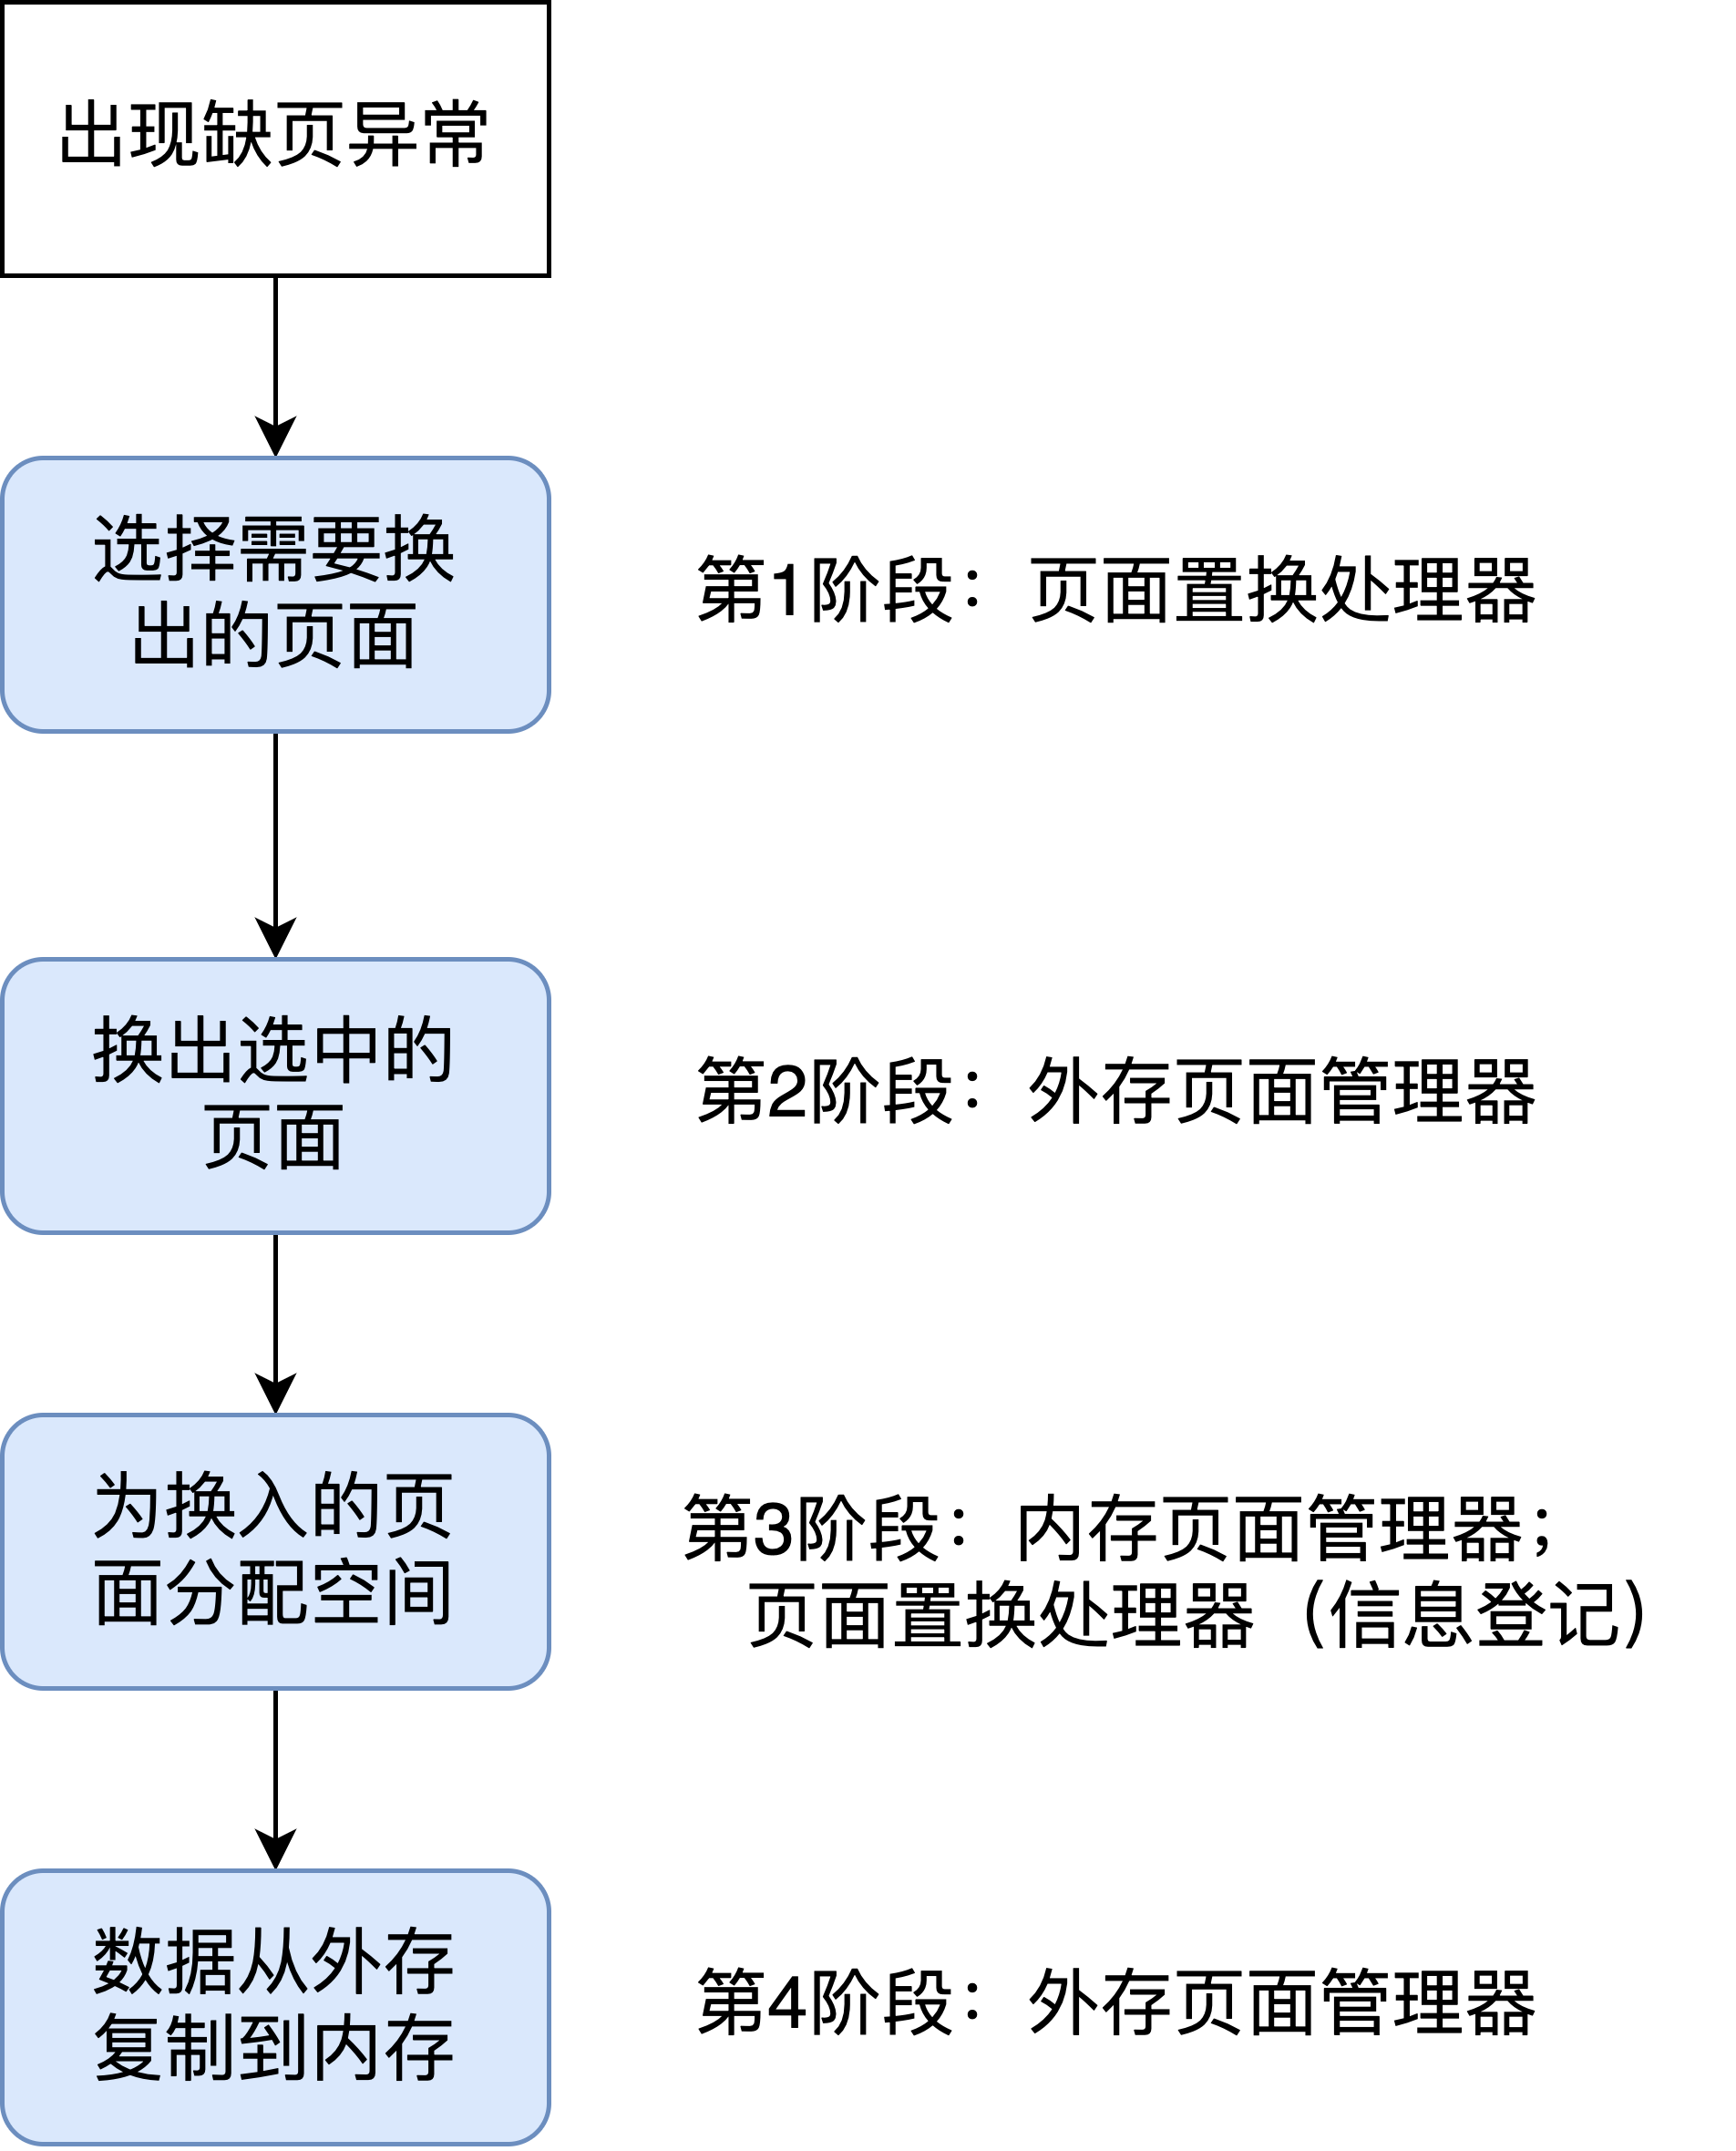 出现缺页异常
选择需要换
出的页面
第1阶段：页面置换处理器
换出选中的
页面
第2阶段：外存页面管理器
为换入的页
面分配空间
第3阶段：内存页面管理器；
页面置换处理器（信息登记）
数据从外存
复制到内存
第4阶段：外存页面管理器